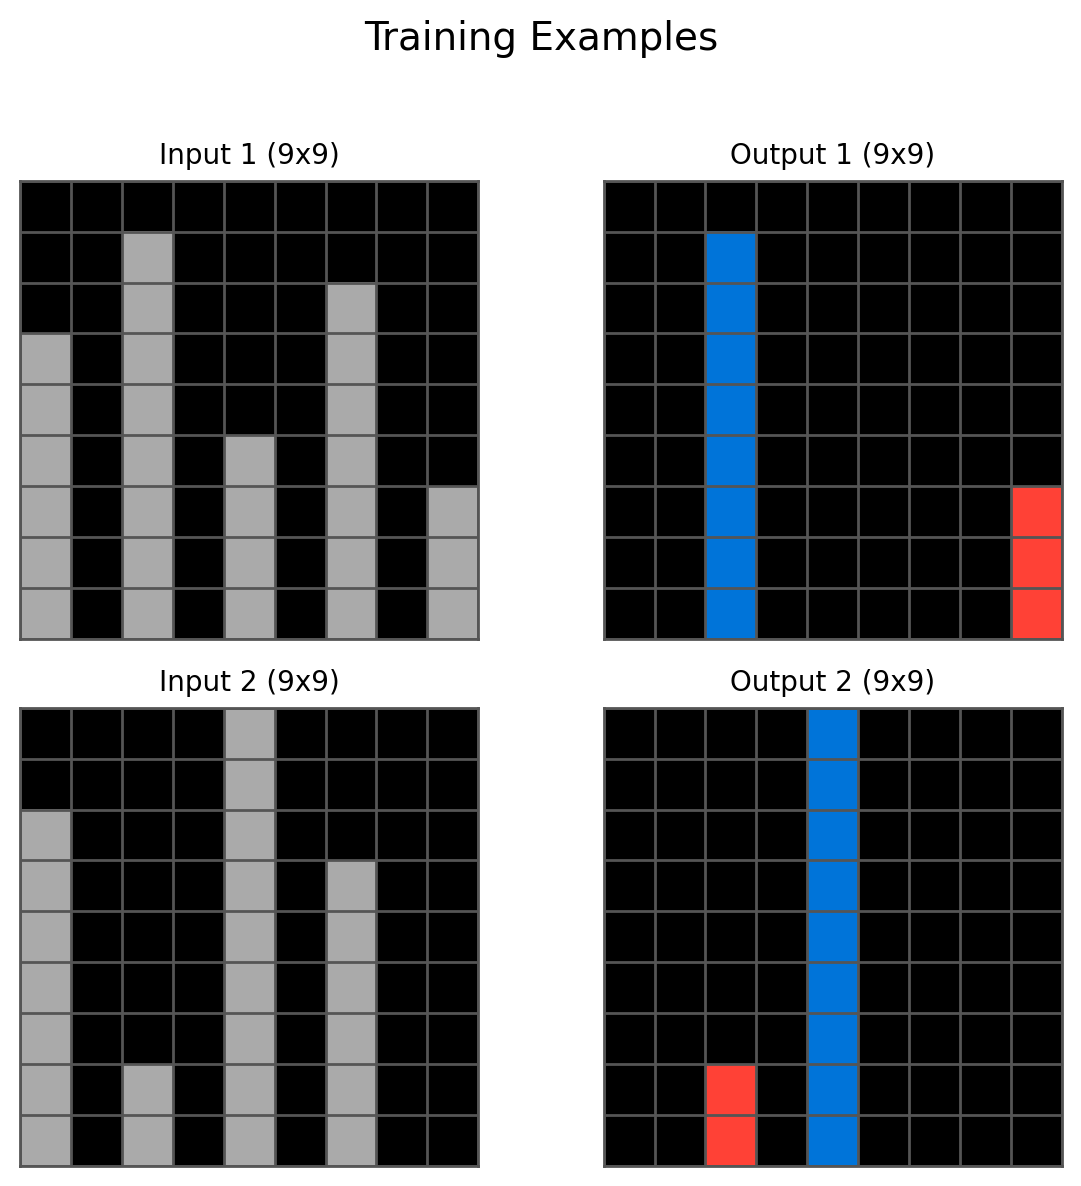 Training Examples
Input 1 (9x9)
Output 1 (9x9)
Input 2 (9x9)
Output 2 (9x9)